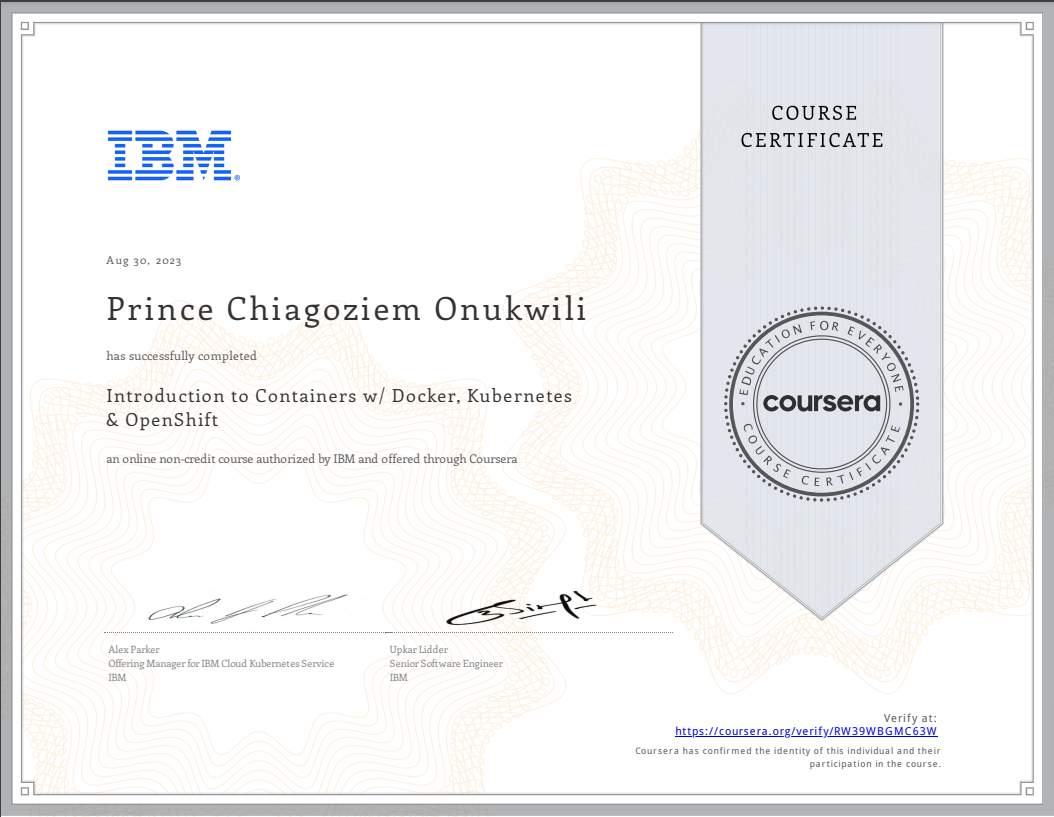 IBM®
COURSE
CERTIFICATE
Aug 30, 2023
Prince Chiagoziem Onukwili
has successfully completed
Introduction to Containers w/ Docker, Kubernetes
& OpenShift
an online non-credit course authorized by IBM and offered through Coursera
EDUCATION FOR EVERYONE
coursera
COURSE CERTIFICATE
Alex Parker
Offering Manager for IBM Cloud Kubernetes Service
IBM
Upkar Lidder
Senior Software Engineer
IBM
Verify at:
https://coursera.org/verify/RW39WBGMC63W
Coursera has confirmed the identity of this individual and their
participation in the course.